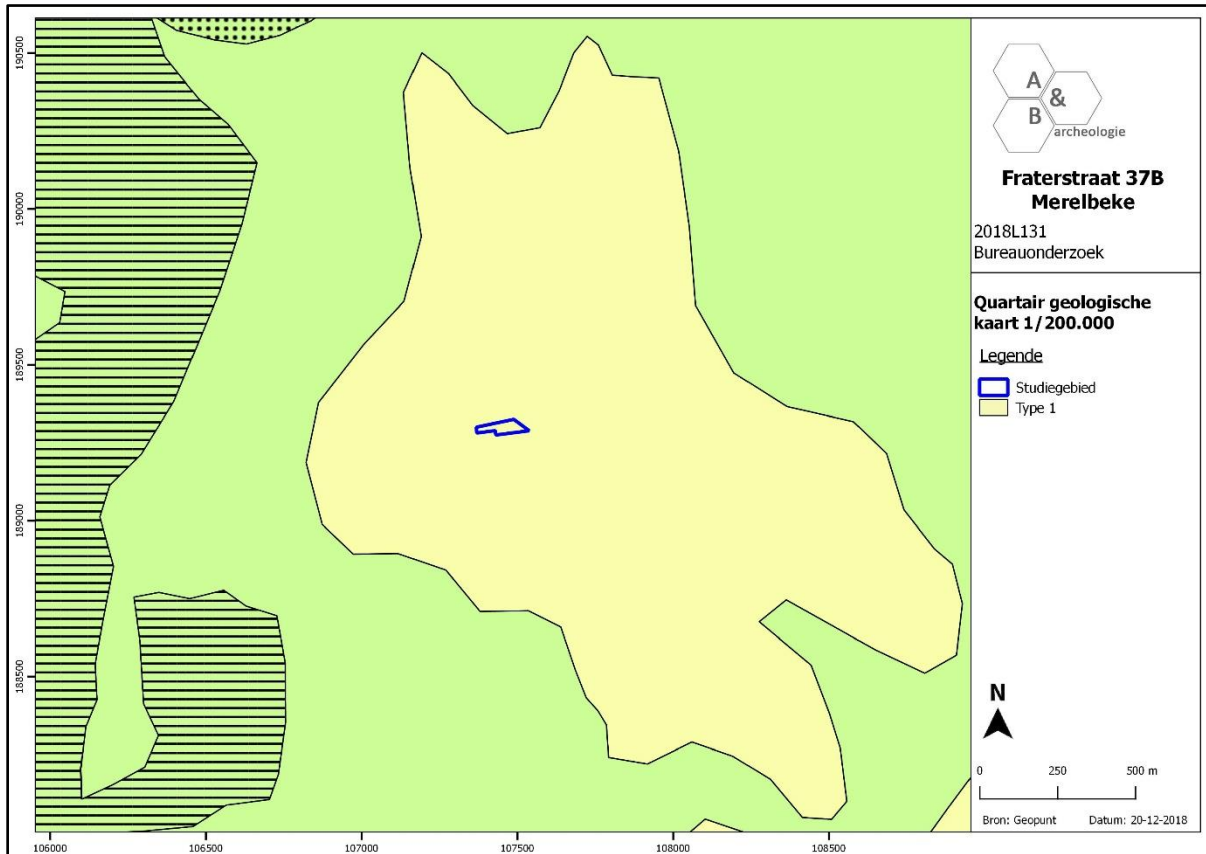 190500
190000
189500
189000
188500
106000
106500
107000
107500
108000
108500
A
&
B
archeologie
Fraterstraat 37B
Merelbeke
2018L131
Bureauonderzoek
Quartair geologische
kaart 1/200.000
Legende
Studiegebied
Type 1
N
0 250 500 m
Bron: Geopunt Datum: 20-12-2018